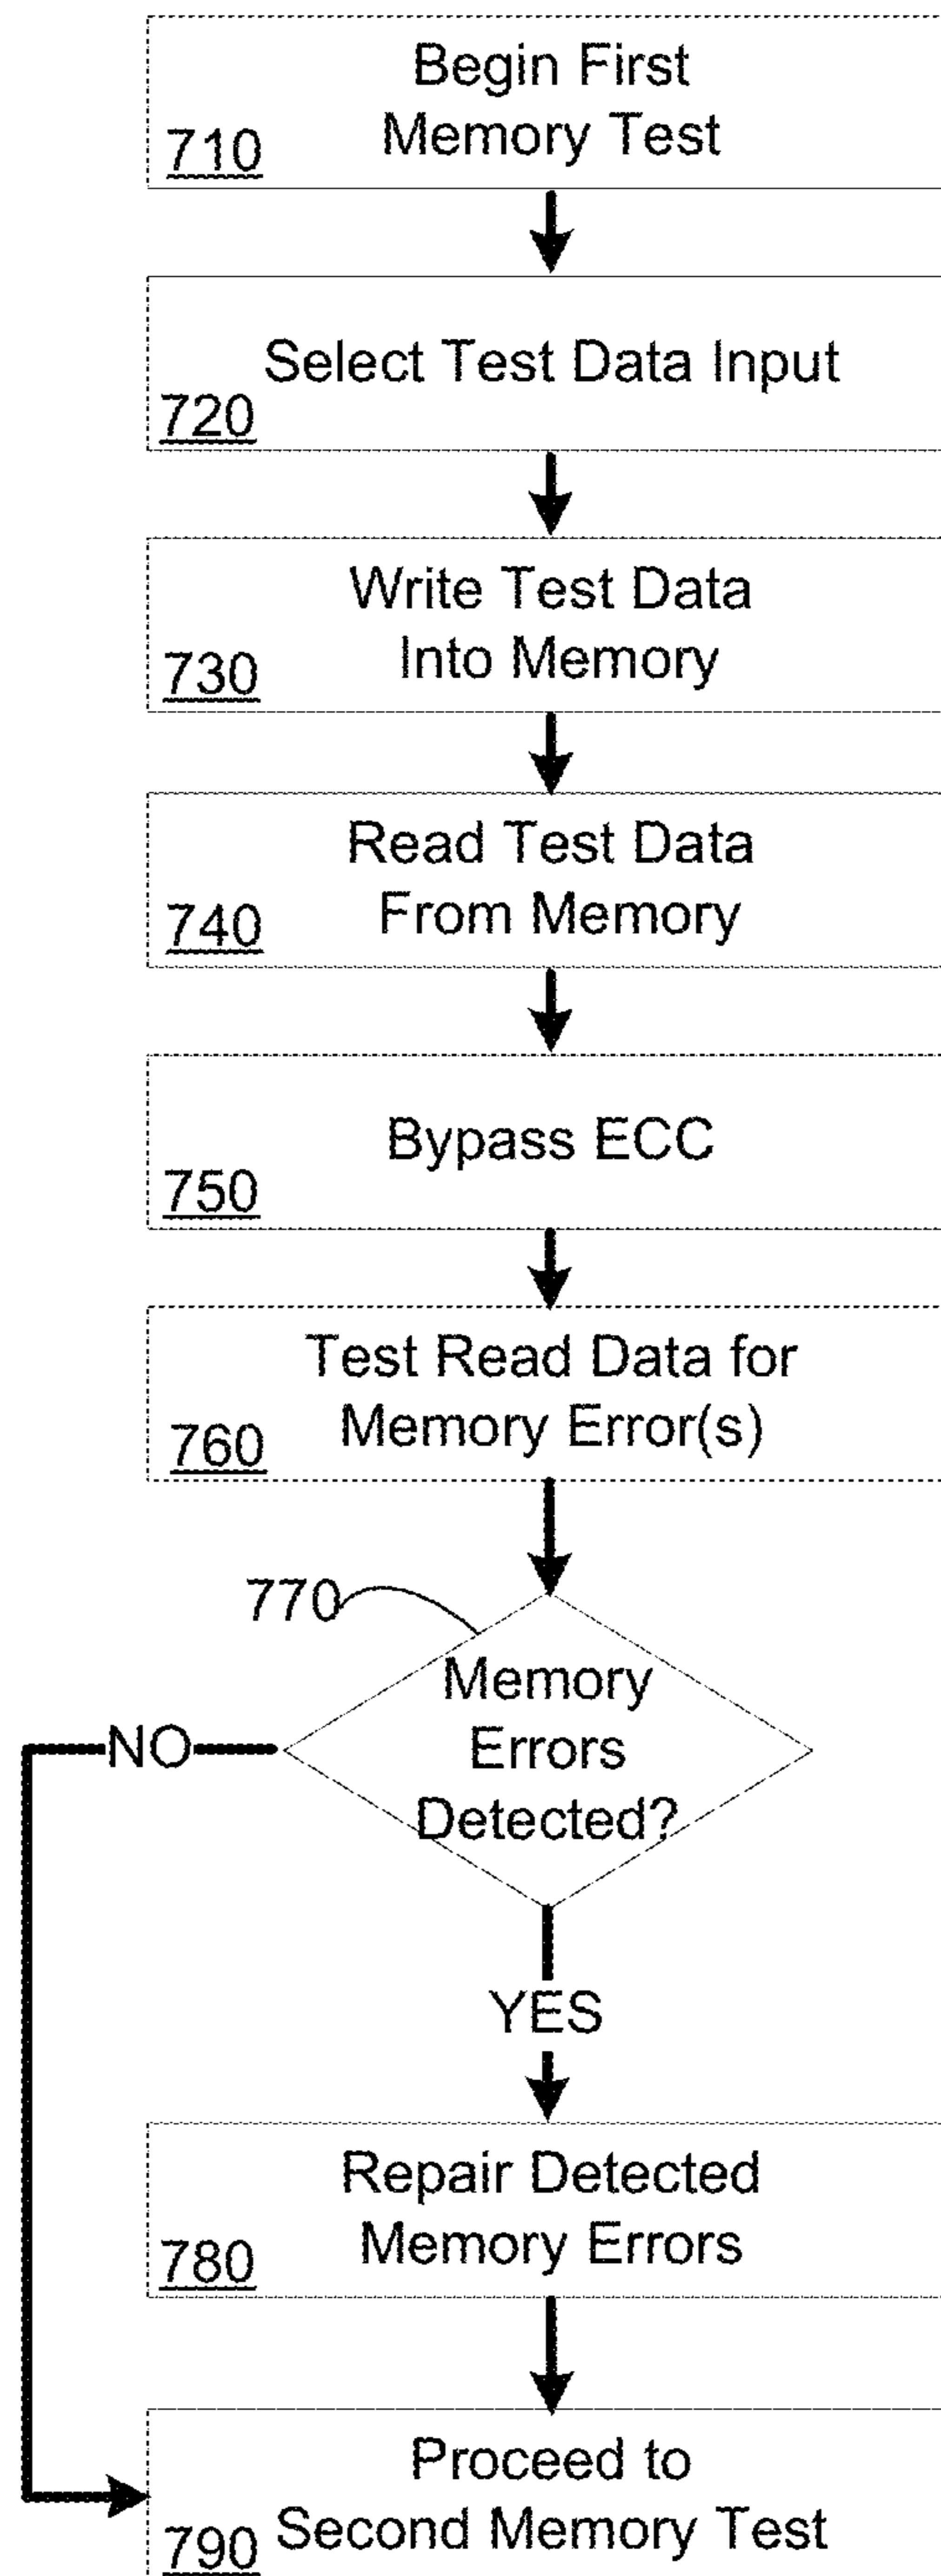 Begin First
Memory Test
710
Select Test Data Input
720
Write Test Data
Into Memory
730
Read Test Data
From Memory
740
Bypass ECC
750
Test Read Data for
Memory Error(s)
760
770
Memory
Errors
Detected?
NO
YES
Repair Detected
Memory Errors
780
Proceed to
Second Memory Test
790